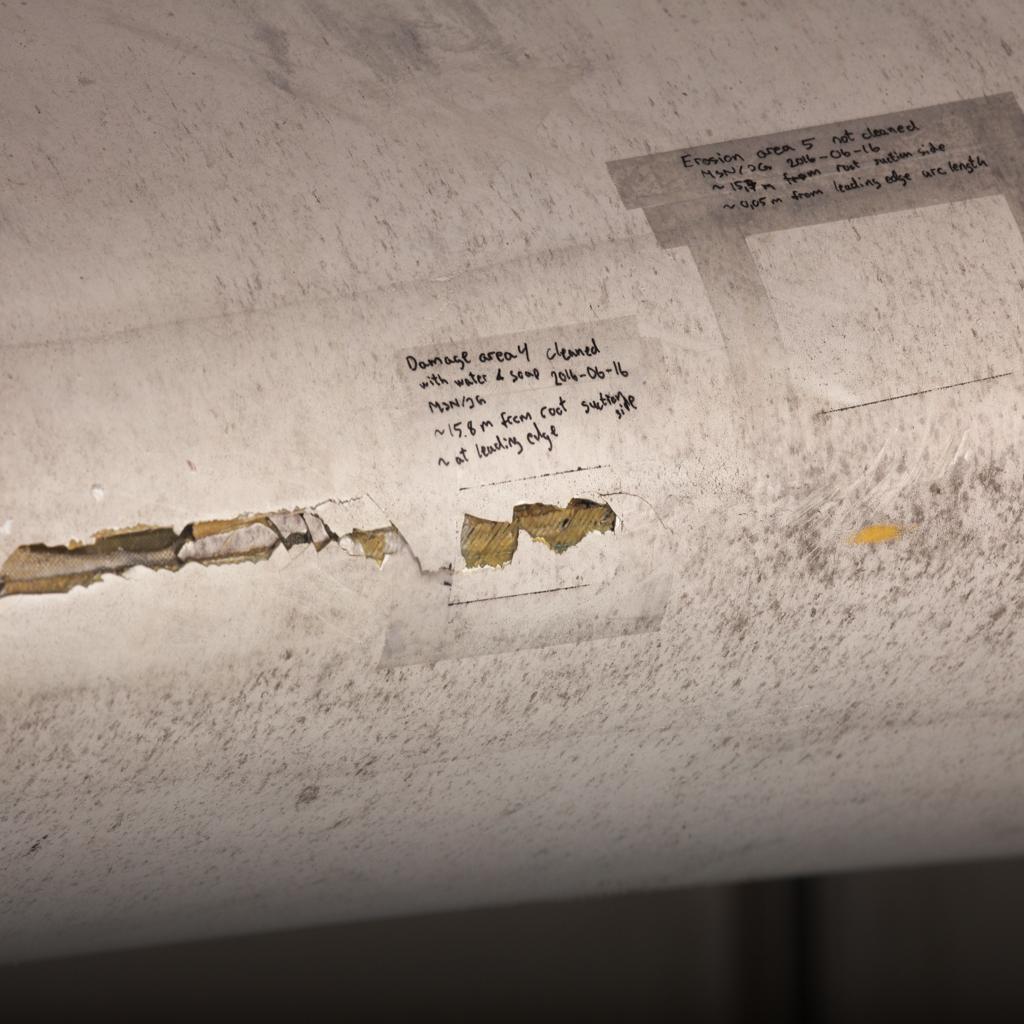 Erosion area 5 not cleaned
MSN/JG 2016-06-16
~ 15,7 m from root suction side
~ 0,05 m from leading edge arc length
Damage area 4 cleaned
with water & soap 2016-06-16
MSN/JG
~15.8 m from root suction side
~ at leading edge